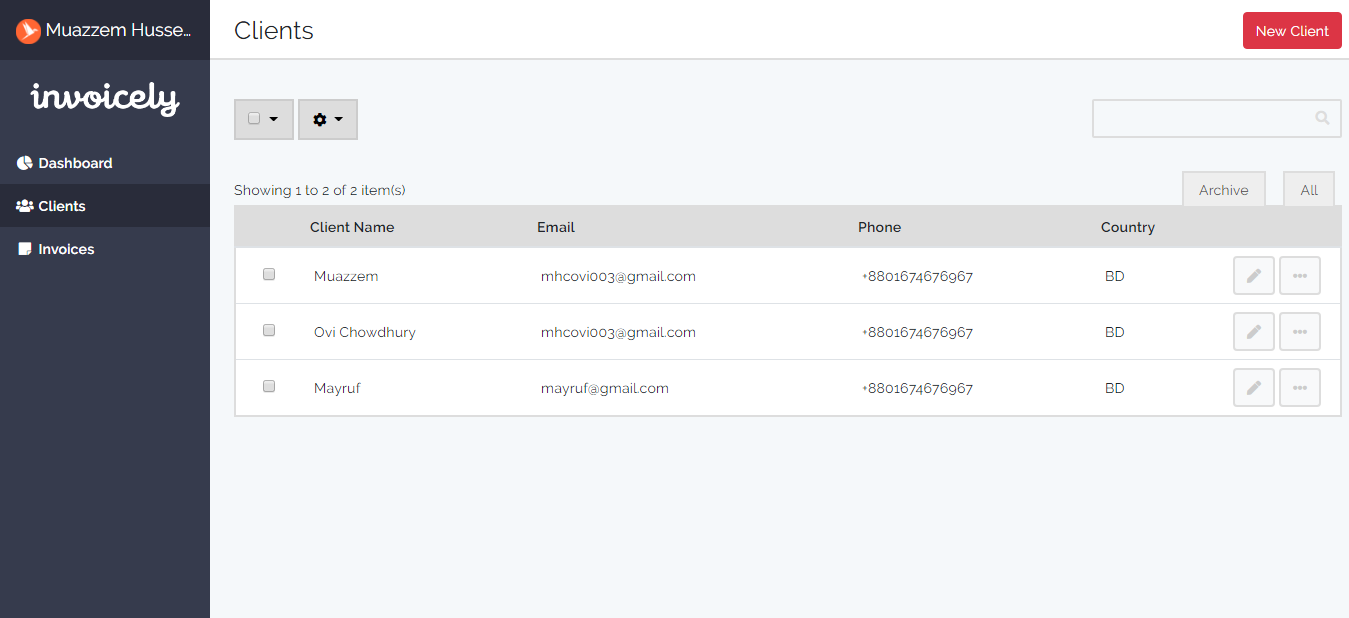 Muazzem Husse…
Clients
New Client
invoicely
Dashboard
Clients
Invoices
Showing 1 to 2 of 2 item(s)
Archive
All
Client Name Email Phone Country
Muazzem mhcovi003@gmail.com +8801674676967 BD
Ovi Chowdhury mhcovi003@gmail.com +8801674676967 BD
Mayruf mayruf@gmail.com +8801674676967 BD